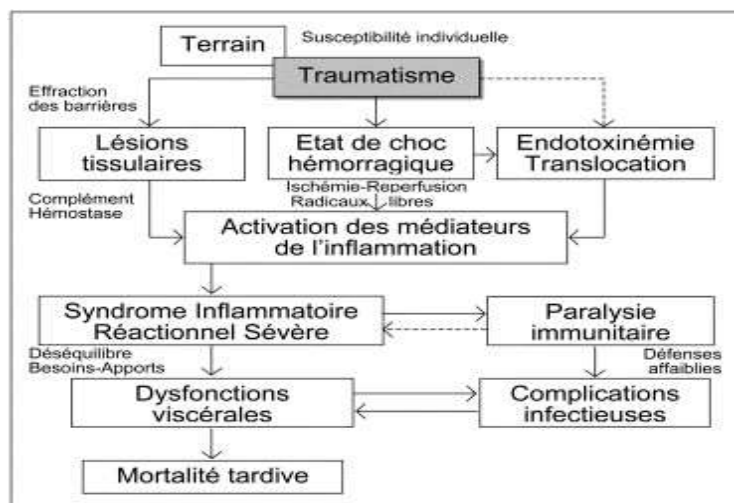 Terrain
Susceptibilité individuelle
Traumatisme
Effraction
des barrières
Lésions
tissulaires
Etat de choc
hémorragique
Endotoxinémie
Translocation
Complément
Hémostase
Ischémie-Reperfusion
Radicaux libres
Activation des médiateurs
de l'inflammation
Syndrome Inflammatoire
Réactionnel Sévère
Paralysie
immunitaire
Déséquilibre
Besoins-Apports
Défenses
affaiblies
Dysfonctions
viscérales
Complications
infectieuses
Mortalité tardive